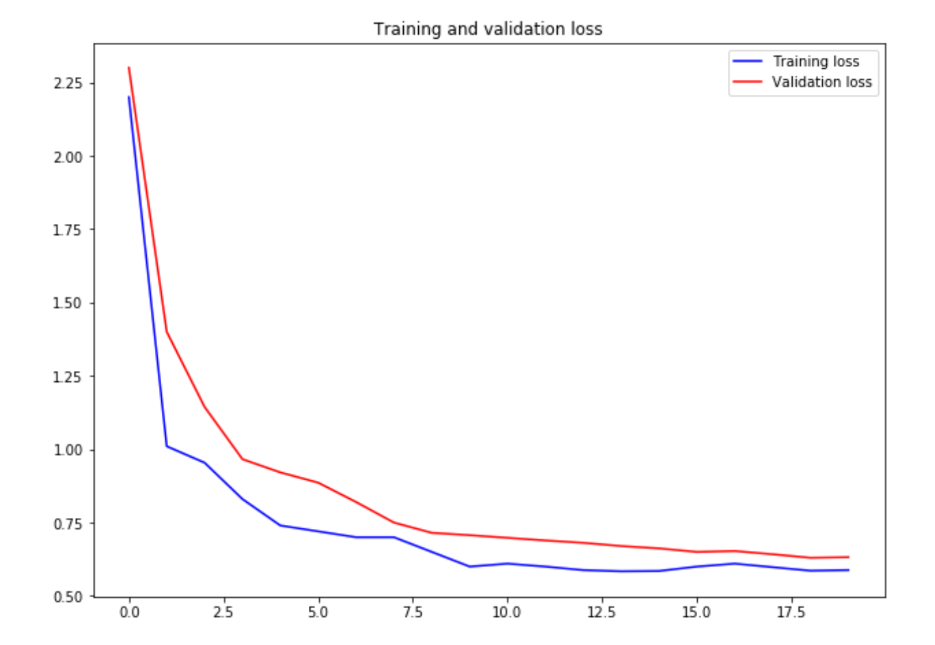 Training and validation loss
Training loss
Validation loss
2.25
2.00
1.75
1.50
1.25
1.00
0.75
0.50
0.0 2.5 5.0 7.5 10.0 12.5 15.0 17.5